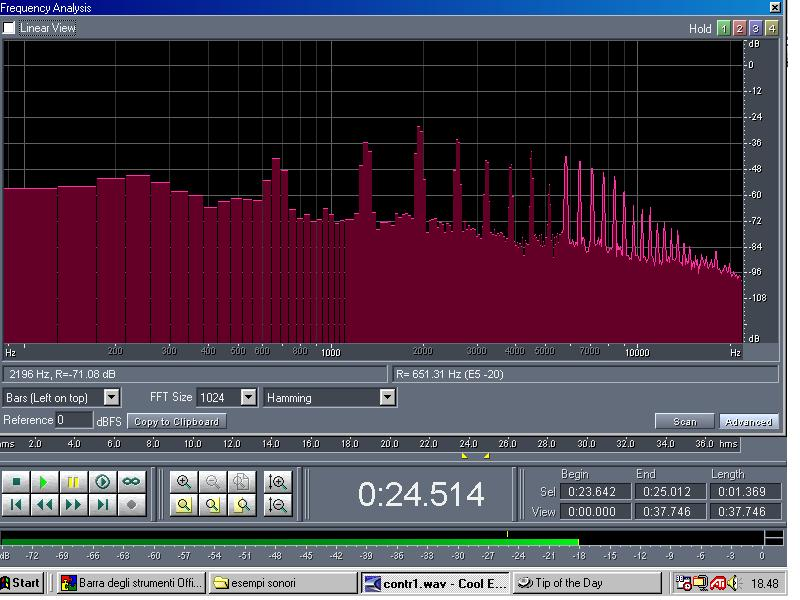 Frequency Analysis
Linear View
Hold 1 2 3 4
dB
0
-12
-24
-36
-48
-60
-72
-84
-96
-108
dB
Hz 200 300 400 500 600 800 1000 2000 3000 4000 5000 7000 10000 Hz
2196 Hz, R=-71.08 dB
R= 651.31 Hz (E5 -20)
Bars (Left on top) FFT Size 1024 Hamming
Reference 0 dBFS Copy to Clipboard Scan Advanced
hms 2.0 4.0 6.0 8.0 10.0 12.0 14.0 16.0 18.0 20.0 22.0 24.0 26.0 28.0 30.0 32.0 34.0 36.0 hms
0:24.514
Begin End Length
Sel 0:23.642 0:25.012 0:01.369
View 0:00.000 0:37.746 0:37.746
dB -72 -69 -66 -63 -60 -57 -54 -51 -48 -45 -42 -39 -36 -33 -30 -27 -24 -21 -18 -15 -12 -9 -6 -3 0
Start Barra degli strumenti Offi... esempi sonori contr1.wav - Cool E... Tip of the Day 18.48